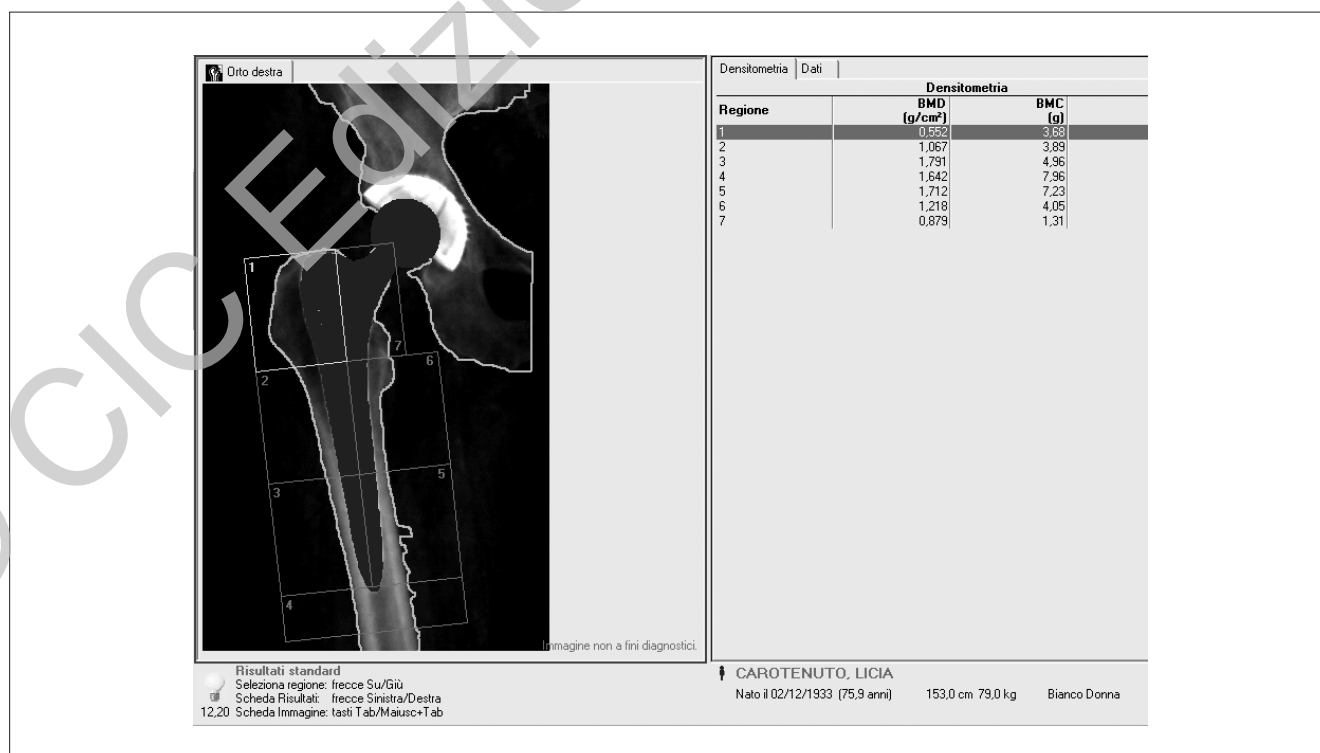 © CIC Edizio
Orto destra
1
7
6
2
5
3
4
Immagine non a fini diagnostici.
Risultati standard
Seleziona regione: frecce Su/Giù
Scheda Risultati: frecce Sinistra/Destra
12,20 Scheda Immagine: tasti Tab/Maiusc+Tab
Densitometria Dati
Densitometria
Regione BMD (g/cm²) BMC (g)
1 0,552 3,68
2 1,067 3,89
3 1,791 4,96
4 1,642 7,96
5 1,712 7,23
6 1,218 4,05
7 0,879 1,31
CAROTENUTO, LICIA
Nato il 02/12/1933 (75,9 anni) 153,0 cm 79,0 kg Bianco Donna